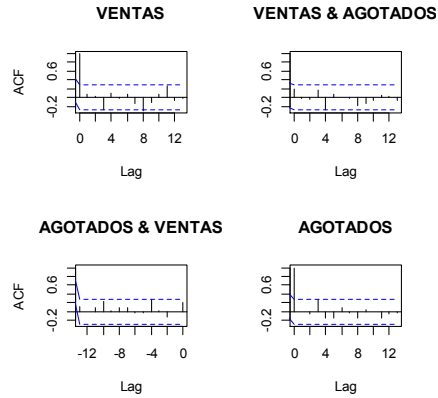 VENTAS
VENTAS & AGOTADOS
ACF
-0.2 0.6
0 4 8 12
Lag
-0.2 0.6
0 4 8 12
Lag
AGOTADOS & VENTAS
AGOTADOS
ACF
-0.2 0.6
-12 -8 -4 0
Lag
-0.2 0.6
0 4 8 12
Lag